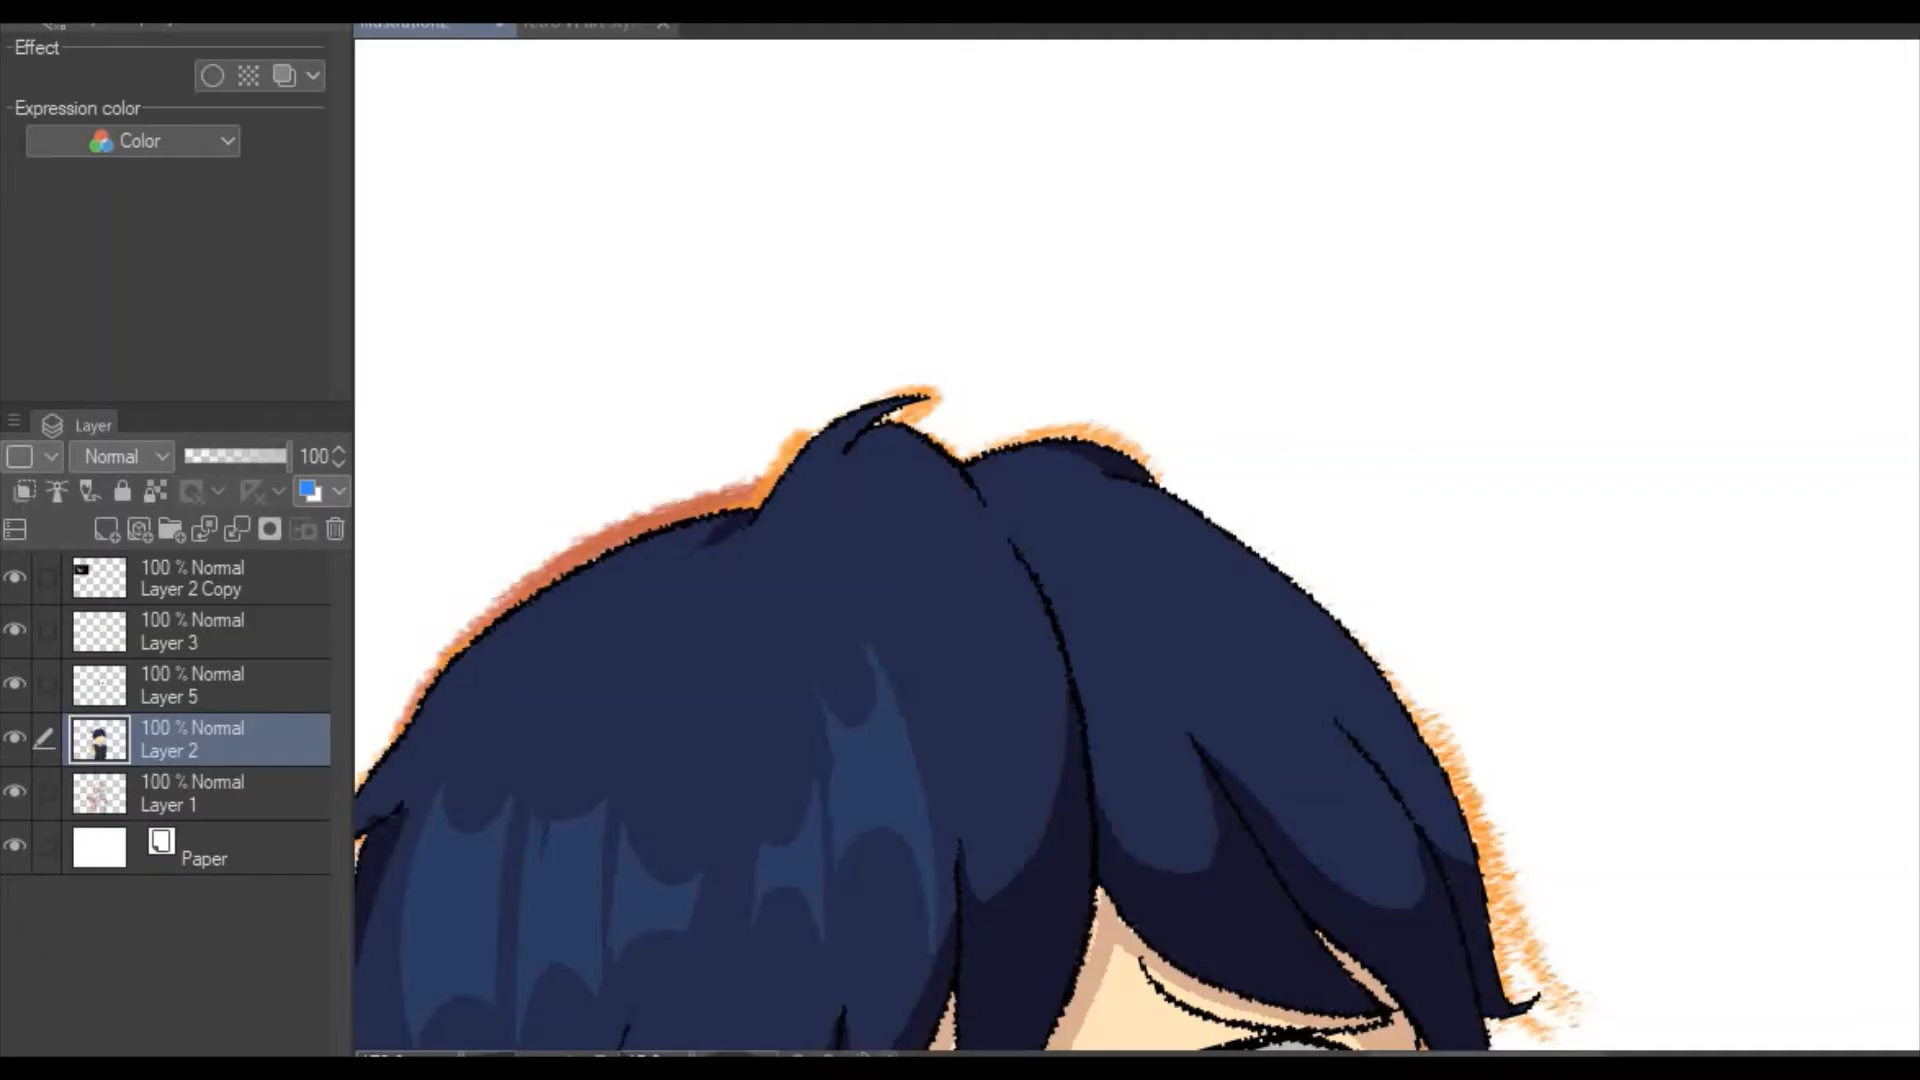 Effect
Expression color
Color
Layer
Normal
100
100 % Normal
Layer 2 Copy
100 % Normal
Layer 3
100 % Normal
Layer 5
100 % Normal
Layer 2
100 % Normal
Layer 1
Paper